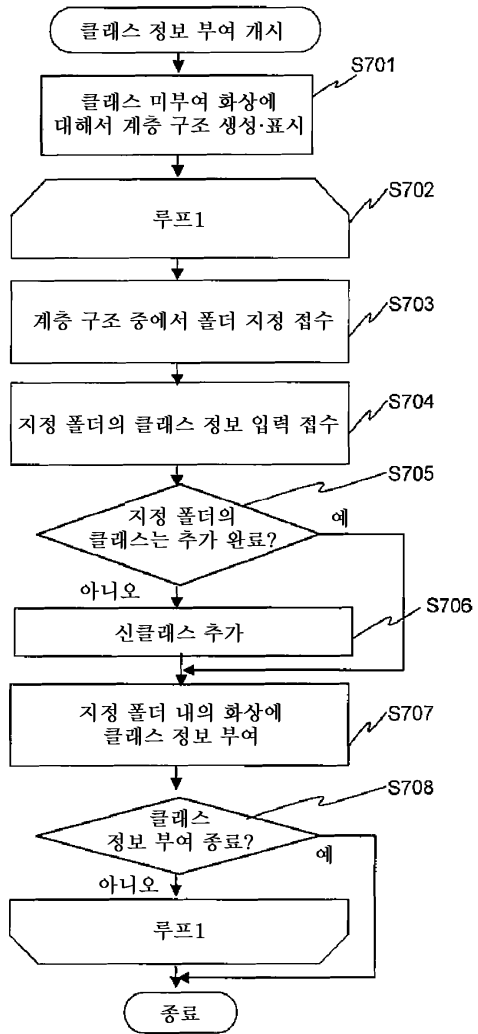 클래스 정보 부여 개시
S701
클래스 미부여 화상에
대해서 계층 구조 생성·표시
S702
루프1
S703
계층 구조 중에서 폴더 지정 접수
S704
지정 폴더의 클래스 정보 입력 접수
S705
지정 폴더의
클래스는 추가 완료?
예
아니오
S706
신클래스 추가
지정 폴더 내의 화상에
클래스 정보 부여
S707
S708
클래스
정보 부여 종료?
예
아니오
루프1
종료